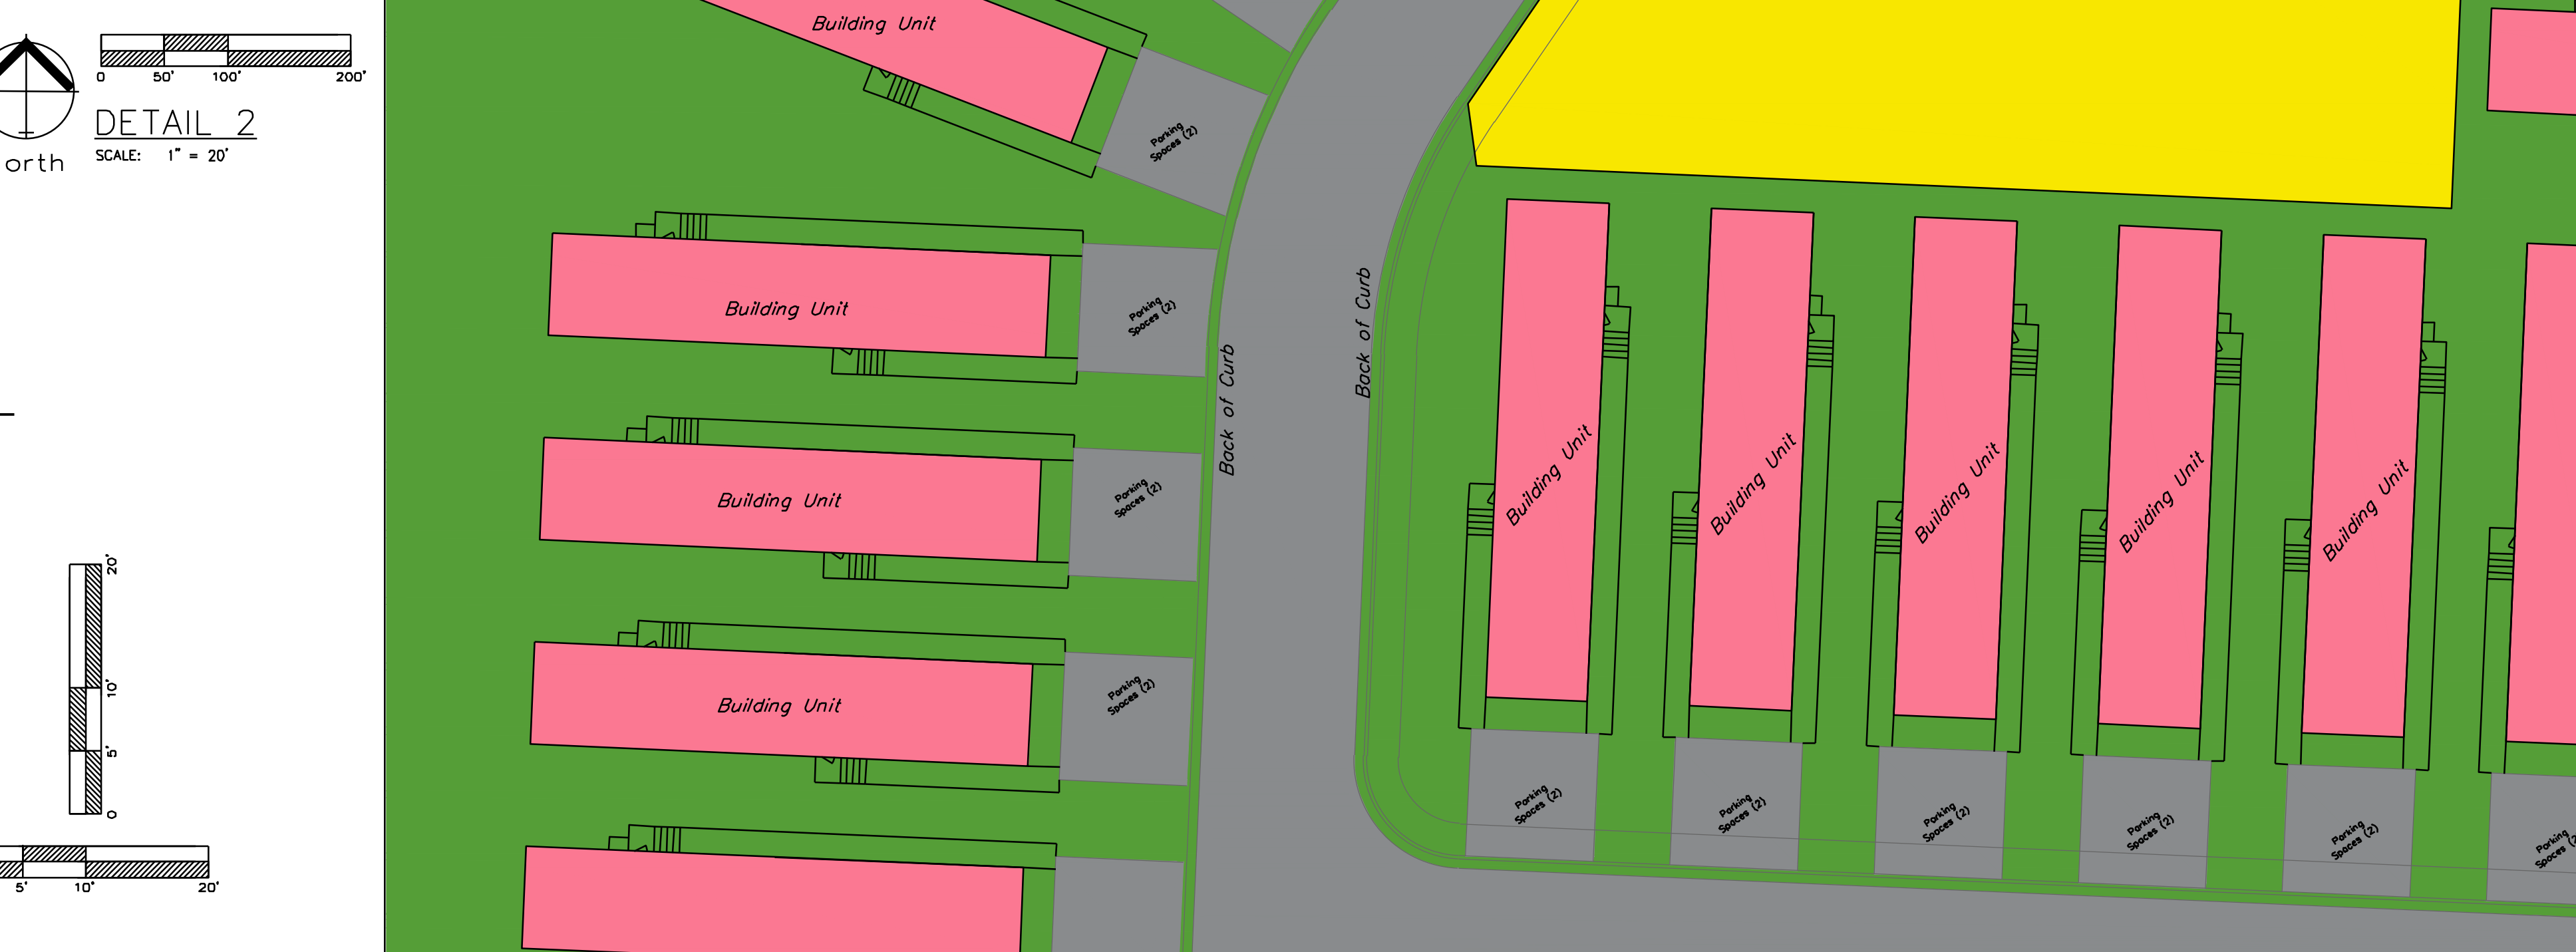 0 50' 100' 200'
DETAIL 2
SCALE: 1" = 20'
orth
20'
10'
5'
0
5' 10' 20'
Building Unit
Parking
Spaces (2)
Building Unit
Parking
Spaces (2)
Building Unit
Parking
Spaces (2)
Building Unit
Parking
Spaces (2)
Back of Curb
Back of Curb
Building Unit
Building Unit
Building Unit
Building Unit
Building Unit
Parking
Spaces (2)
Parking
Spaces (2)
Parking
Spaces (2)
Parking
Spaces (2)
Parking
Spaces (2)
Parking
Spaces (2